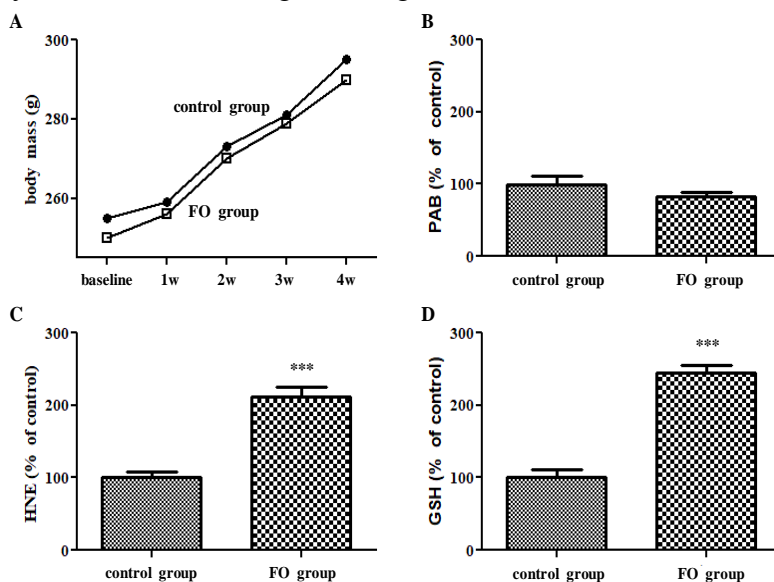 A
300
280
260
body mass (g)
control group
FO group
baseline 1w 2w 3w 4w
B
300
200
100
0
PAB (% of control)
control group FO group
C
300
200
100
0
HNE (% of control)
***
control group FO group
D
300
200
100
0
GSH (% of control)
***
control group FO group